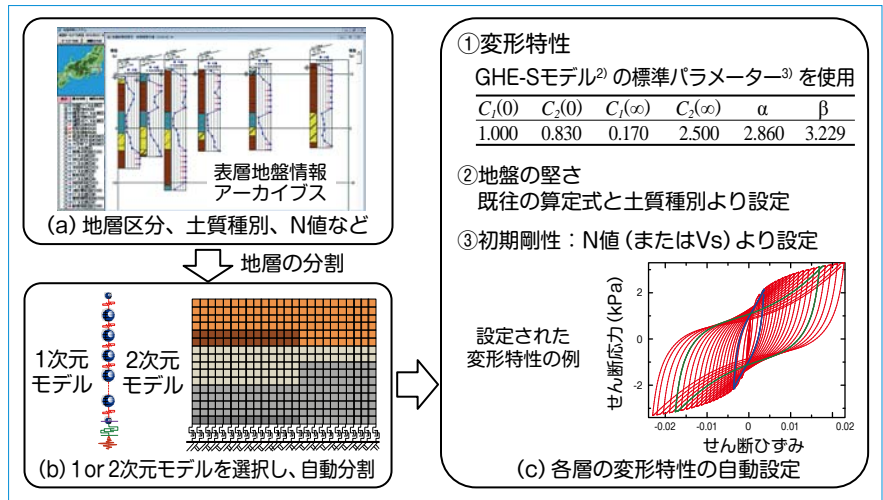 表層地盤情報
アーカイブス
(a) 地層区分、土質種別、N値など
地層の分割
1次元
モデル
2次元
モデル
(b) 1 or 2次元モデルを選択し、自動分割
①変形特性
GHE-Sモデル2) の標準パラメーター3) を使用
C1(0) C2(0) C1(∞) C2(∞) α β
1.000 0.830 0.170 2.500 2.860 3.229
②地盤の堅さ
既往の算定式と土質種別より設定
③初期剛性：N値 (またはVs) より設定
設定された
変形特性の例
せん断応力 (kPa)
2
0
-2
-0.02 -0.01 0 0.01 0.02
せん断ひずみ
(c) 各層の変形特性の自動設定